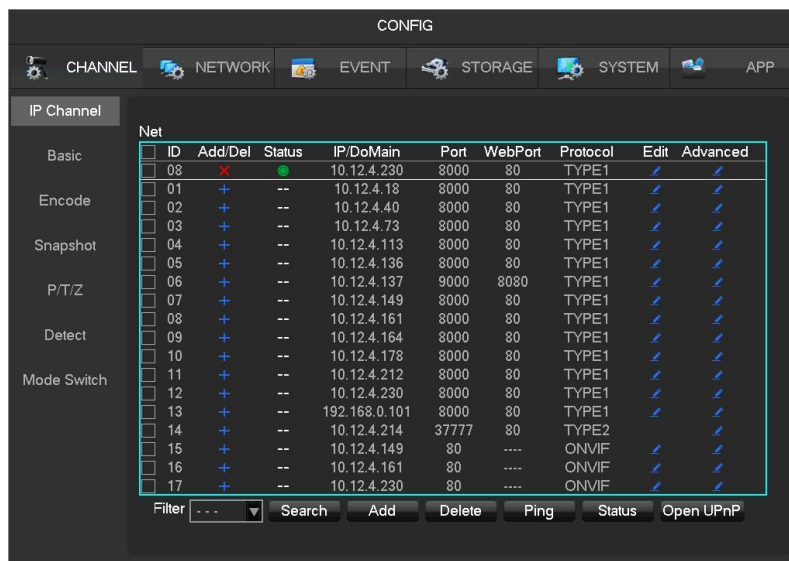 CONFIG
CHANNEL NETWORK EVENT STORAGE SYSTEM APP
IP Channel
Basic
Encode
Snapshot
P/T/Z
Detect
Mode Switch
Net
ID Add/Del Status IP/DoMain Port WebPort Protocol Edit Advanced
08 10.12.4.230 8000 80 TYPE1
01 + -- 10.12.4.18 8000 80 TYPE1
02 + -- 10.12.4.40 8000 80 TYPE1
03 + -- 10.12.4.73 8000 80 TYPE1
04 + -- 10.12.4.113 8000 80 TYPE1
05 + -- 10.12.4.136 8000 80 TYPE1
06 + -- 10.12.4.137 9000 8080 TYPE1
07 + -- 10.12.4.149 8000 80 TYPE1
08 + -- 10.12.4.161 8000 80 TYPE1
09 + -- 10.12.4.164 8000 80 TYPE1
10 + -- 10.12.4.178 8000 80 TYPE1
11 + -- 10.12.4.212 8000 80 TYPE1
12 + -- 10.12.4.230 8000 80 TYPE1
13 + -- 192.168.0.101 8000 80 TYPE1
14 + -- 10.12.4.214 37777 80 TYPE2
15 + -- 10.12.4.149 80 ---- ONVIF
16 + -- 10.12.4.161 80 ---- ONVIF
17 + -- 10.12.4.230 80 ---- ONVIF
Filter - - - Search Add Delete Ping Status Open UPnP